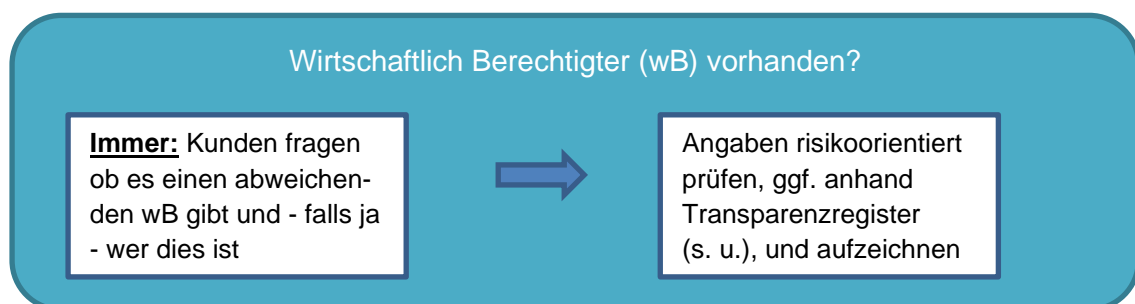 Wirtschaftlich Berechtigter (wB) vorhanden?
Immer: Kunden fragen
ob es einen abweichen-
den wB gibt und - falls ja
- wer dies ist
Angaben risikoorientiert
prüfen, ggf. anhand
Transparenzregister
(s. u.), und aufzeichnen